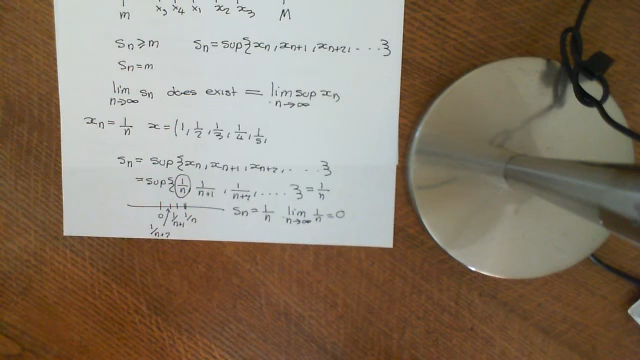 m x₅ x₄ x₁ x₂ x₃ M
Sn ≥ m Sn = sup{xn, xn+1, xn+2, ...}
Sn = m
lim n→∞ Sn does exist = lim sup n→∞ xn
xn = 1/n x = (1, 1/2, 1/3, 1/4, 1/5,
Sn = sup{xn, xn+1, xn+2, ...}
= sup{1/n, 1/n+1, 1/n+2, ...} = 1/n
0 1/n+1 1/n Sn = 1/n lim n→∞ 1/n = 0
1/n+2